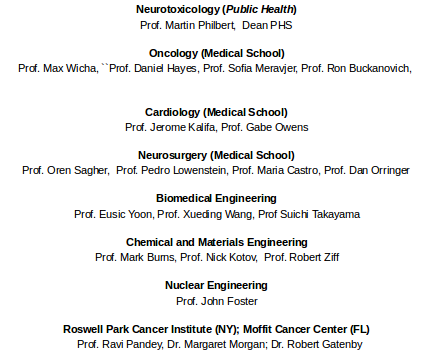 Neurotoxicology (Public Health)
Prof. Martin Philbert, Dean PHS
Oncology (Medical School)
Prof. Max Wicha, ``Prof. Daniel Hayes, Prof. Sofia Meravjer, Prof. Ron Buckanovich,
Cardiology (Medical School)
Prof. Jerome Kalifa, Prof. Gabe Owens
Neurosurgery (Medical School)
Prof. Oren Sagher, Prof. Pedro Lowenstein, Prof. Maria Castro, Prof. Dan Orringer
Biomedical Engineering
Prof. Eusic Yoon, Prof. Xueding Wang, Prof Suichi Takayama
Chemical and Materials Engineering
Prof. Mark Burns, Prof. Nick Kotov, Prof. Robert Ziff
Nuclear Engineering
Prof. John Foster
Roswell Park Cancer Institute (NY); Moffit Cancer Center (FL)
Prof. Ravi Pandey, Dr. Margaret Morgan; Dr. Robert Gatenby